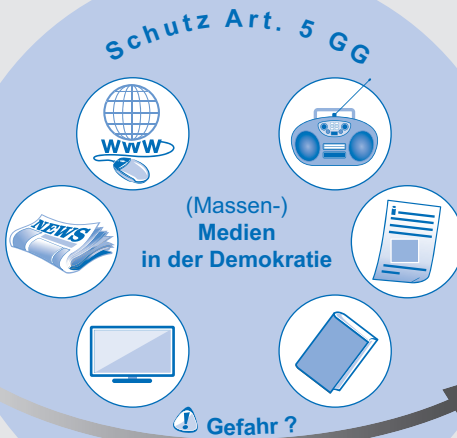 Schutz Art. 5 GG
WWW
NEWS
i
(Massen-)
Medien
in der Demokratie
! Gefahr ?